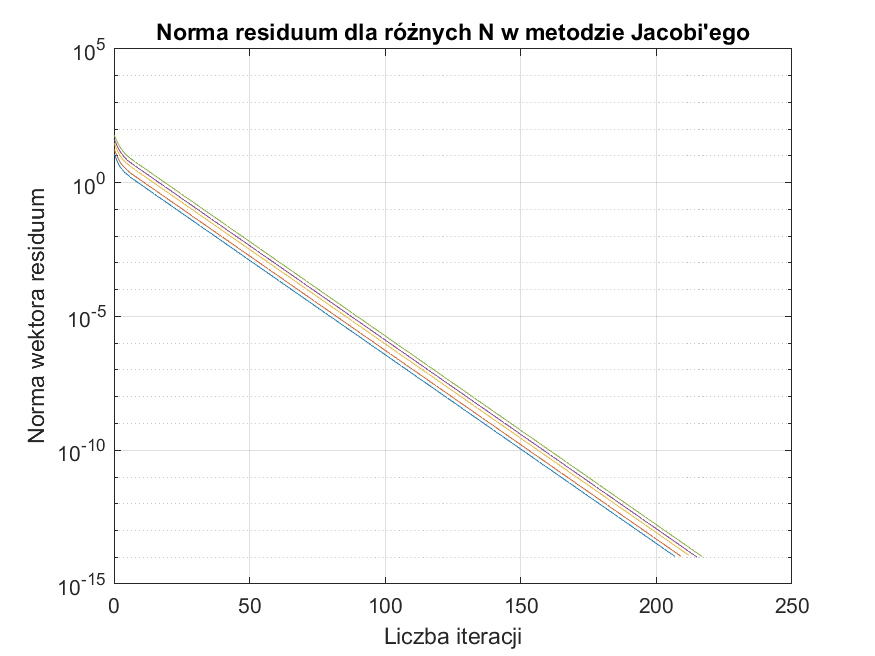 Norma residuum dla różnych N w metodzie Jacobi'ego
10^5
10^0
10^-5
10^-10
10^-15
Norma wektora residuum
0 50 100 150 200 250
Liczba iteracji